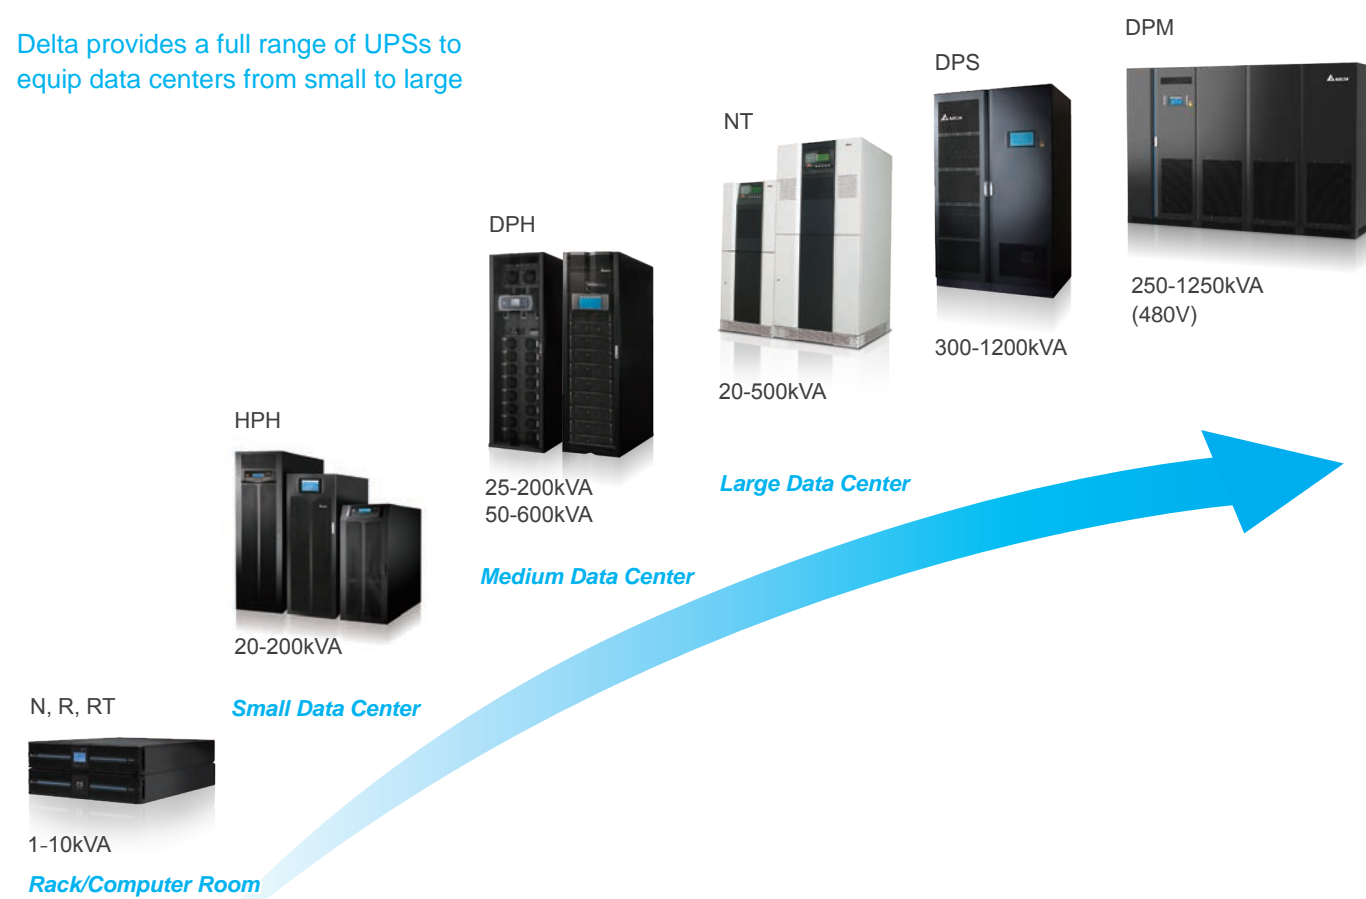 Delta provides a full range of UPSs to
equip data centers from small to large
DPM
250-1250kVA
(480V)
DPS
300-1200kVA
NT
20-500kVA
Large Data Center
DPH
25-200kVA
50-600kVA
Medium Data Center
HPH
20-200kVA
Small Data Center
N, R, RT
1-10kVA
Rack/Computer Room